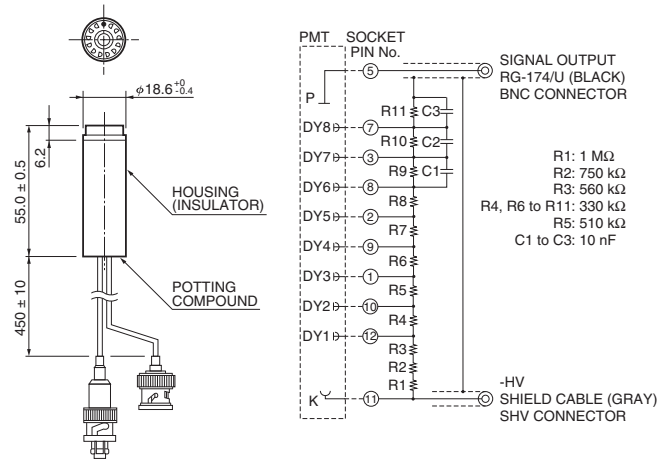 φ18.6 +0 -0.4
6.2
55.0 ± 0.5
450 ± 10
HOUSING
(INSULATOR)
POTTING
COMPOUND
PMT
SOCKET
PIN No.
P
5
SIGNAL OUTPUT
RG-174/U (BLACK)
BNC CONNECTOR
R11
C3
DY8
7
R10
C2
DY7
3
R9
C1
DY6
8
R8
DY5
2
R7
DY4
9
R6
DY3
1
R5
DY2
10
R4
DY1
12
R3
R2
R1
K
11
R1: 1 MΩ
R2: 750 kΩ
R3: 560 kΩ
R4, R6 to R11: 330 kΩ
R5: 510 kΩ
C1 to C3: 10 nF
-HV
SHIELD CABLE (GRAY)
SHV CONNECTOR